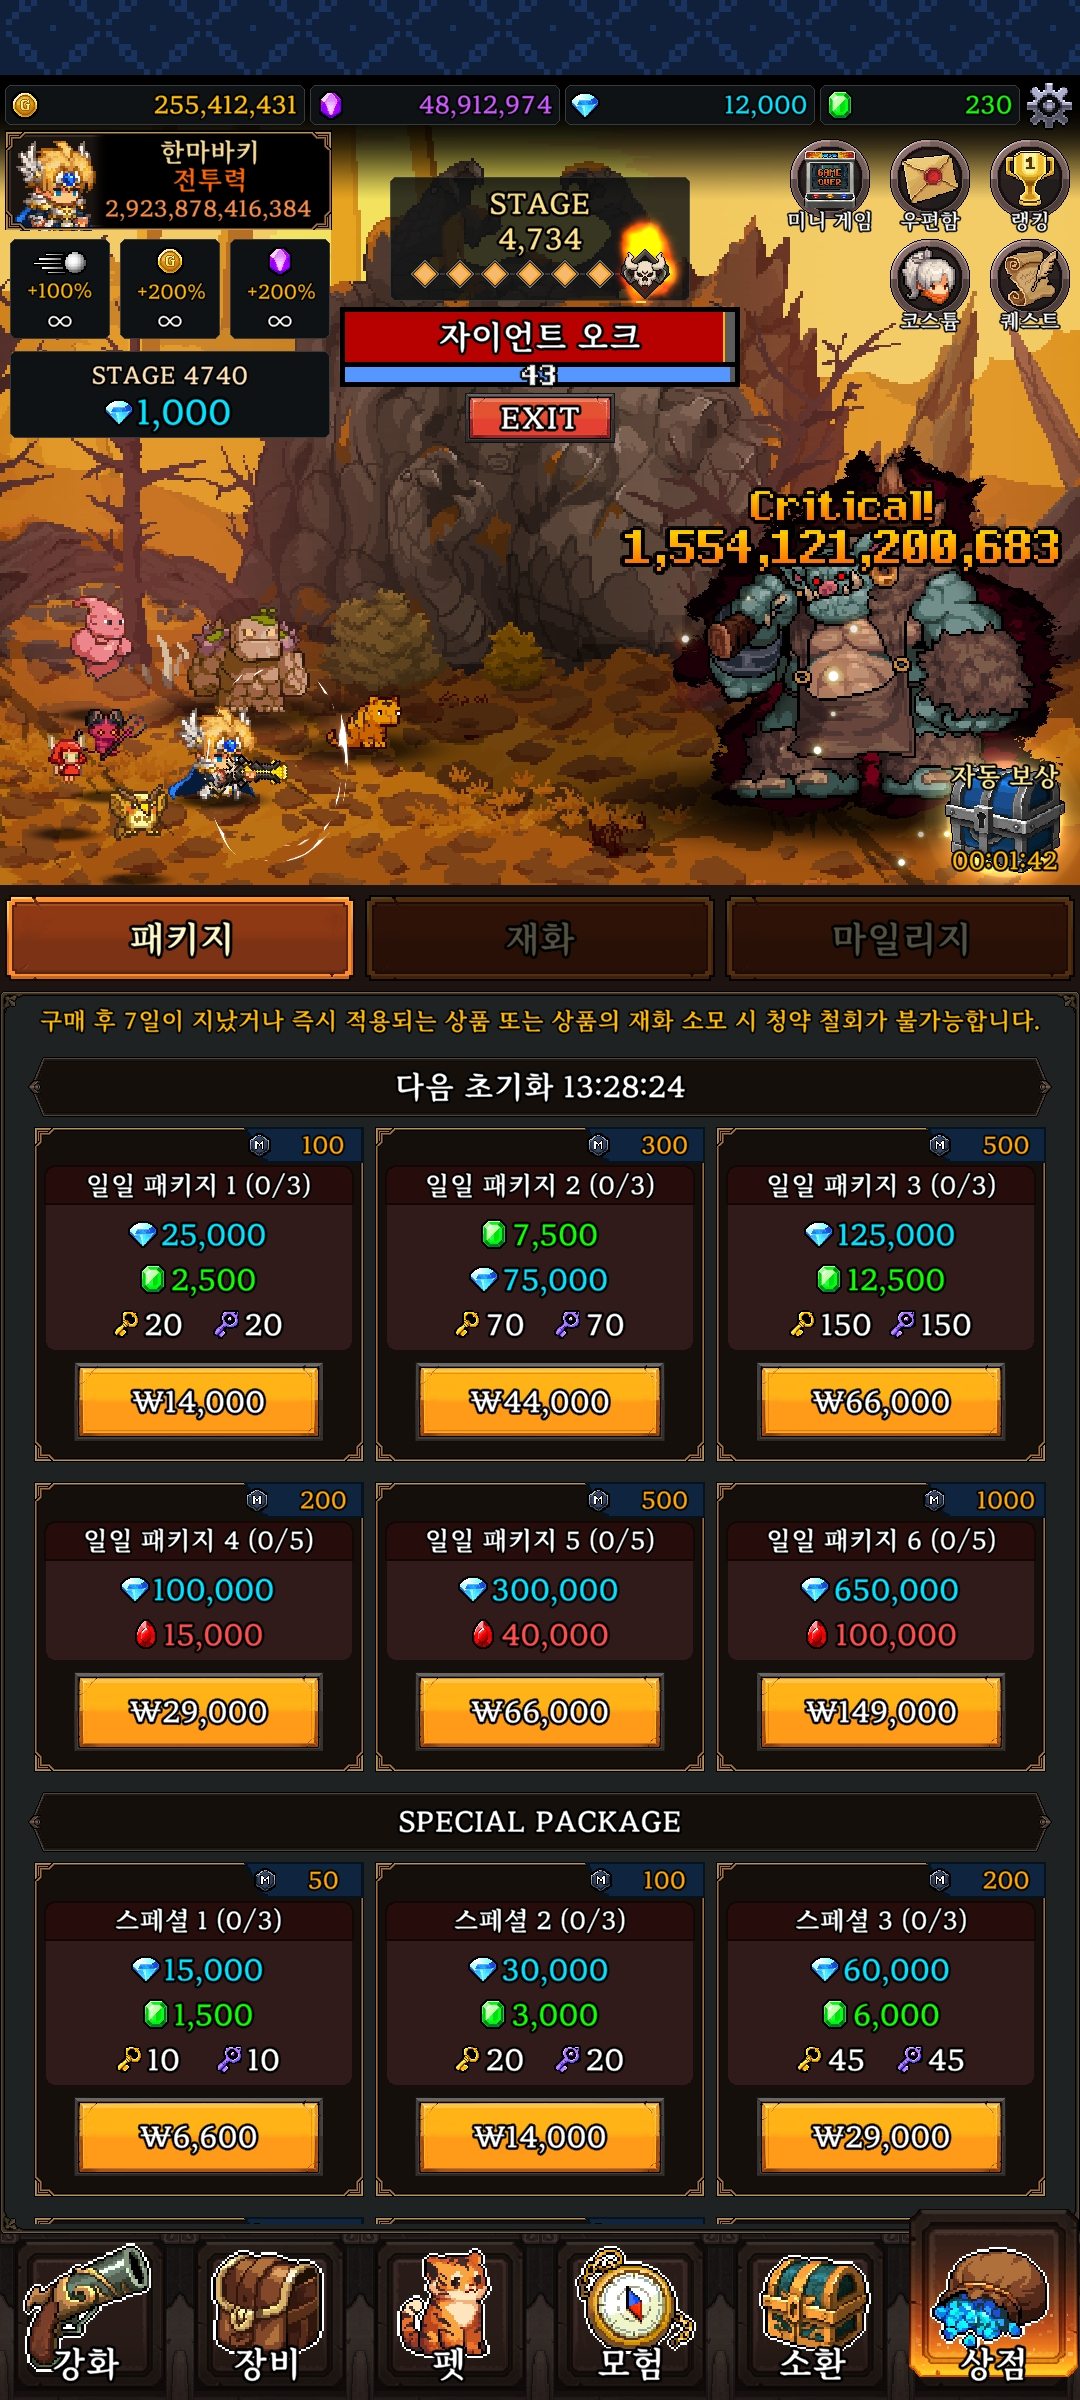 255,412,431
48,912,974
12,000
230
한마바키
전투력
2,923,878,416,384
STAGE
4,734
GAME OVER
미니 게임
우편함
1
랭킹
+100%
∞
+200%
∞
+200%
∞
코스튬
퀘스트
자이언트 오크
43
EXIT
STAGE 4740
1,000
Critical!
1,554,121,200,683
자동 보상
00:01:42
패키지
재화
마일리지
구매 후 7일이 지났거나 즉시 적용되는 상품 또는 상품의 재화 소모 시 청약 철회가 불가능합니다.
다음 초기화 13:28:24
M 100
일일 패키지 1 (0/3)
25,000
2,500
20 20
₩14,000
M 300
일일 패키지 2 (0/3)
7,500
75,000
70 70
₩44,000
M 500
일일 패키지 3 (0/3)
125,000
12,500
150 150
₩66,000
M 200
일일 패키지 4 (0/5)
100,000
15,000
₩29,000
M 500
일일 패키지 5 (0/5)
300,000
40,000
₩66,000
M 1000
일일 패키지 6 (0/5)
650,000
100,000
₩149,000
SPECIAL PACKAGE
M 50
스페셜 1 (0/3)
15,000
1,500
10 10
₩6,600
M 100
스페셜 2 (0/3)
30,000
3,000
20 20
₩14,000
M 200
스페셜 3 (0/3)
60,000
6,000
45 45
₩29,000
강화
장비
펫
모험
소환
상점